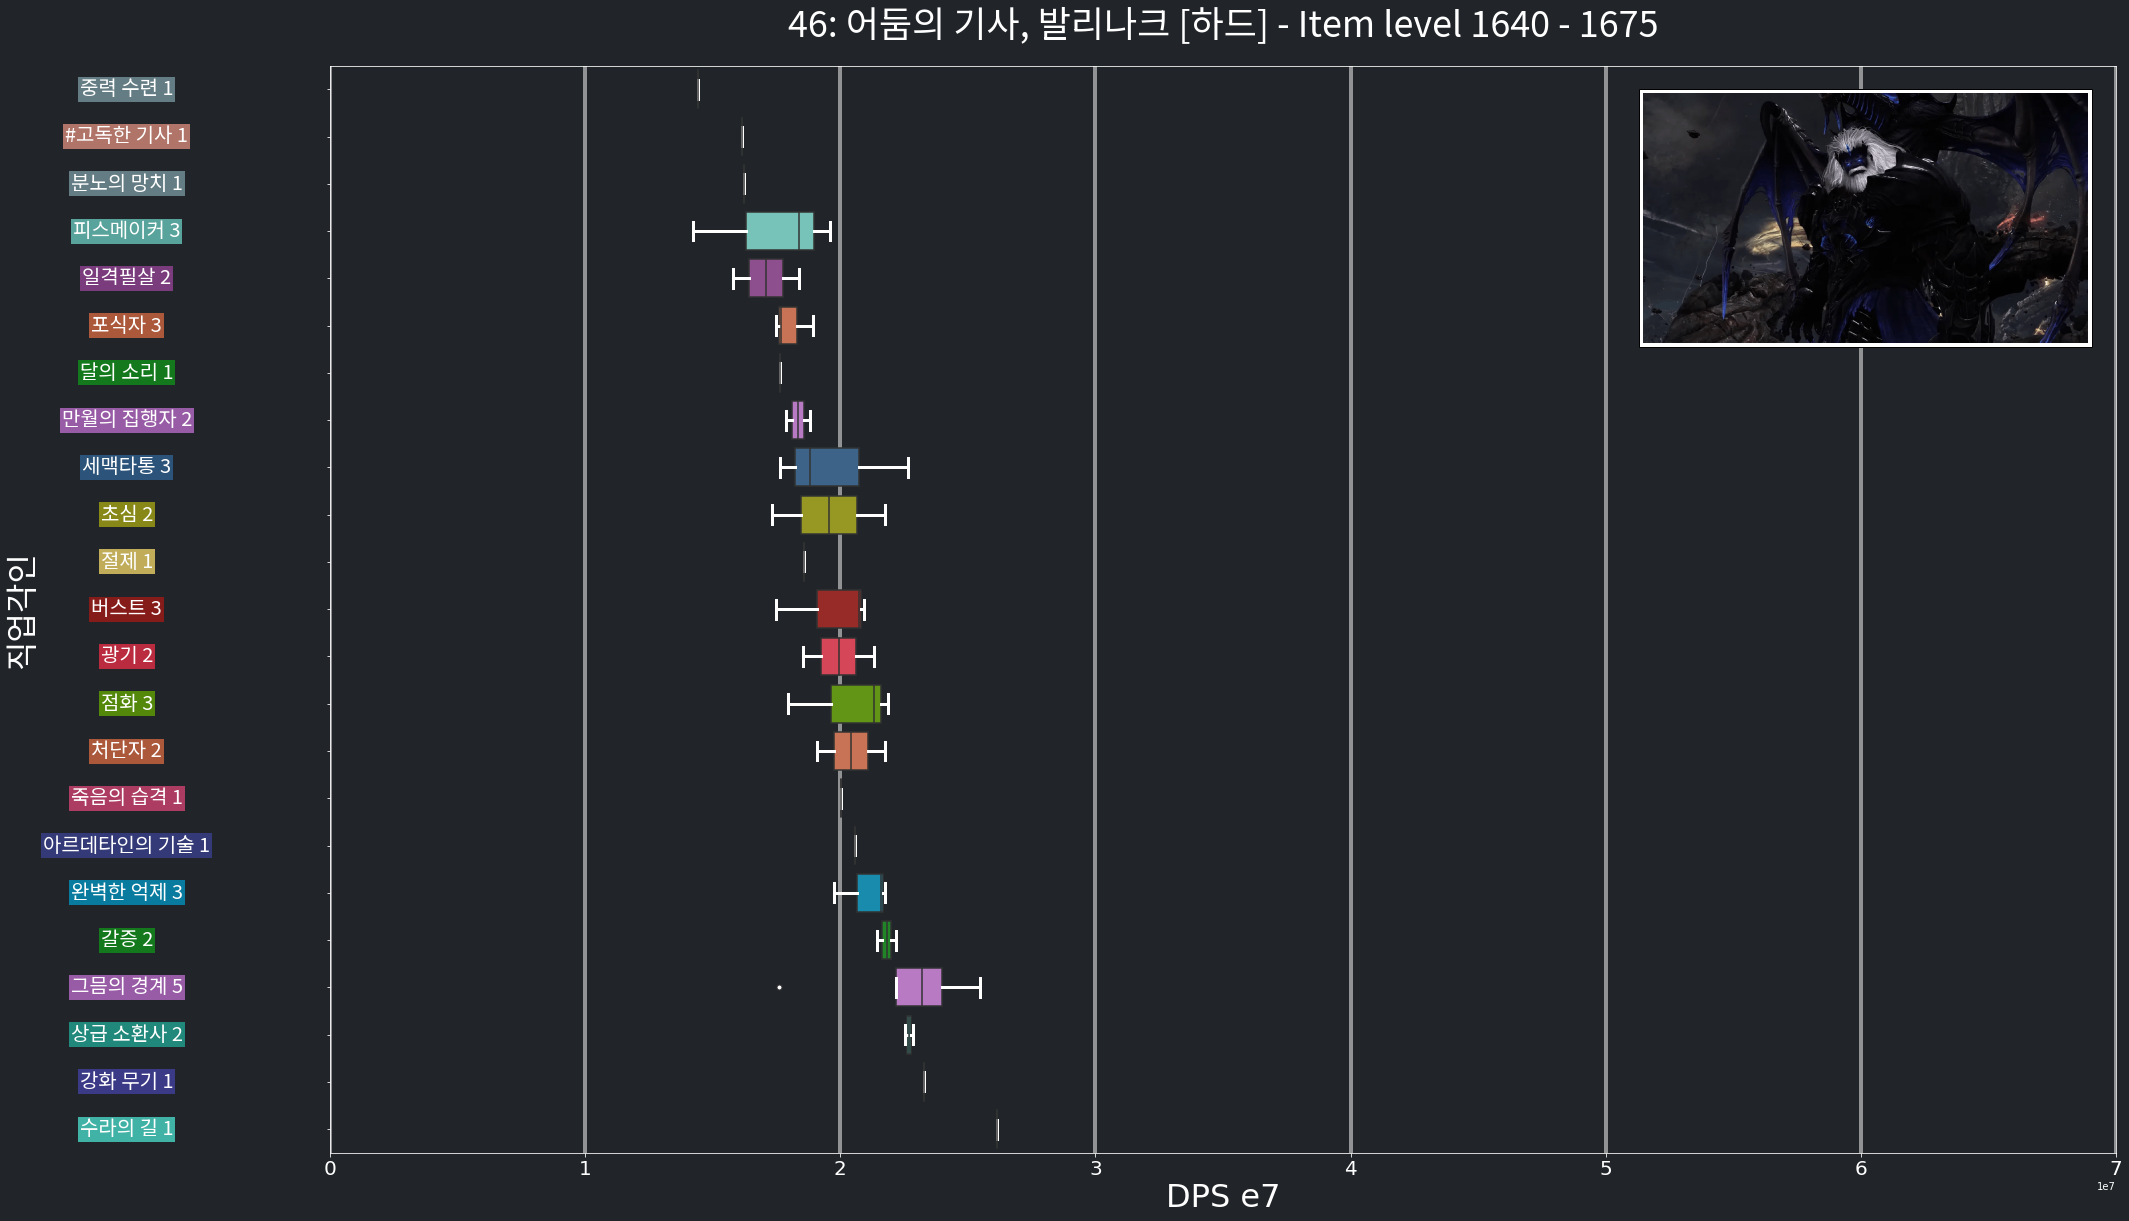 46: 어둠의 기사, 발리나크 [하드] - Item level 1640 - 1675
직업각인
중력 수련 1
#고독한 기사 1
분노의 망치 1
피스메이커 3
일격필살 2
포식자 3
달의 소리 1
만월의 집행자 2
세맥타통 3
초심 2
절제 1
버스트 3
광기 2
점화 3
처단자 2
죽음의 습격 1
아르데타인의 기술 1
완벽한 억제 3
갈증 2
그믐의 경계 5
상급 소환사 2
강화 무기 1
수라의 길 1
0 1 2 3 4 5 6 7
1e7
DPS e7